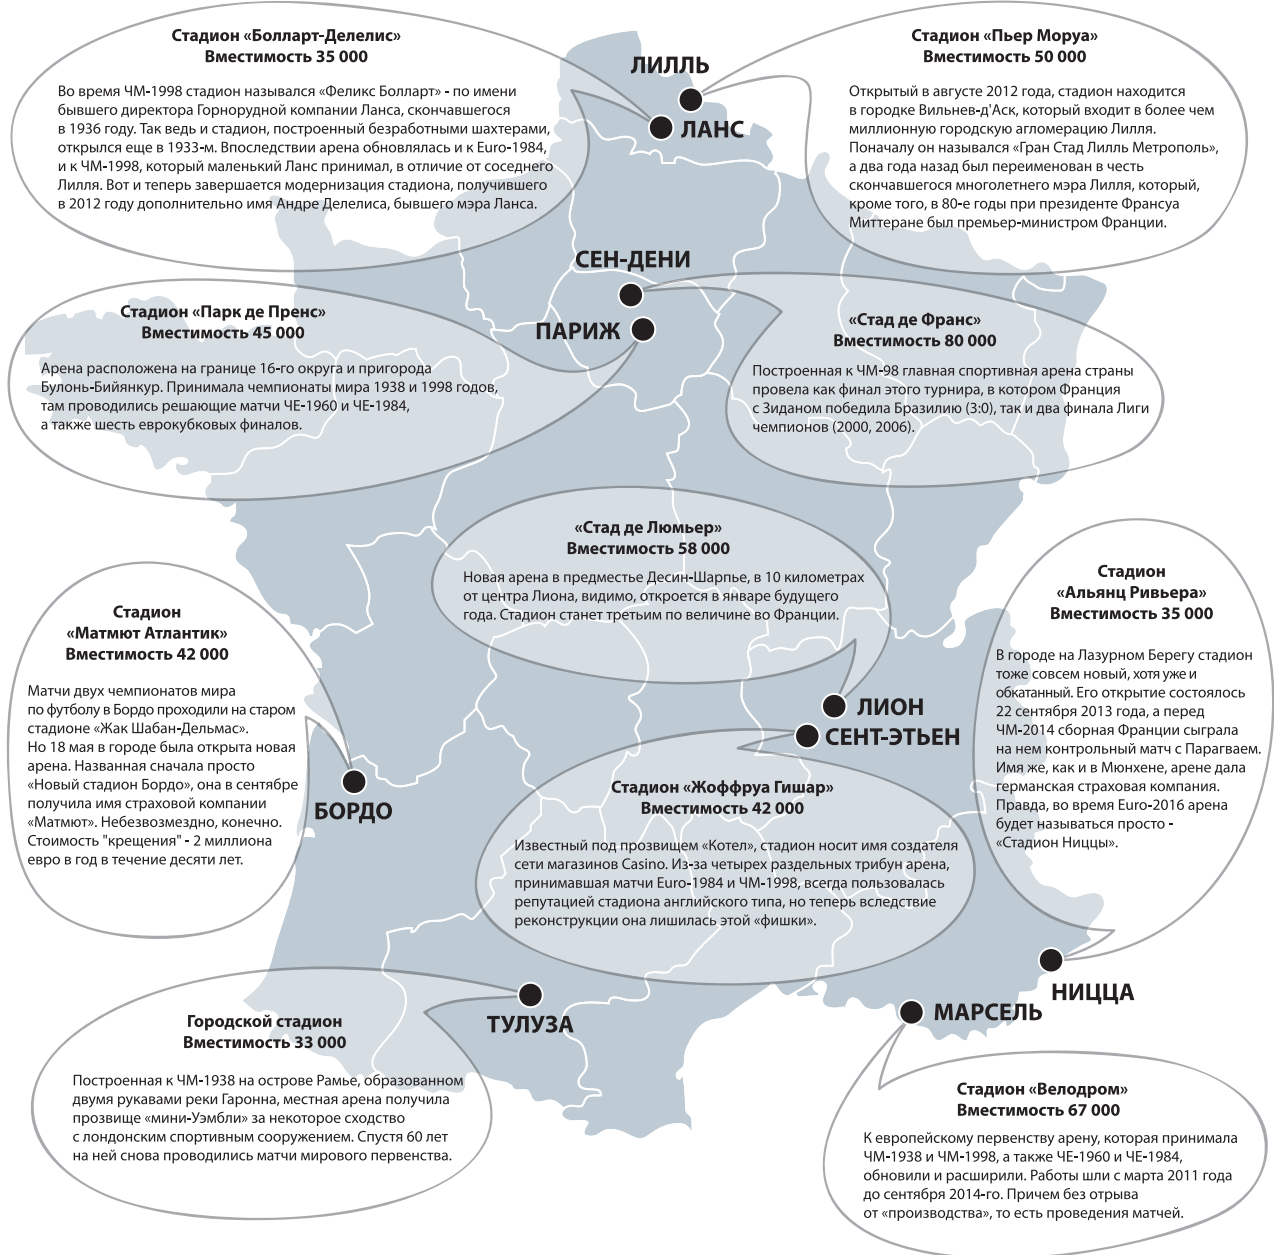 Стадион «Болларт-Делелис»
Вместимость 35 000
Во время ЧМ-1998 стадион назывался «Феликс Болларт» - по имени
бывшего директора Горнорудной компании Ланса, скончавшегося
в 1936 году. Так ведь и стадион, построенный безработными шахтерами,
открылся еще в 1933-м. Впоследствии арена обновлялась и к Euro-1984,
и к ЧМ-1998, который маленький Ланс принимал, в отличие от соседнего
Лилля. Вот и теперь завершается модернизация стадиона, получившего
в 2012 году дополнительно имя Андре Делелиса, бывшего мэра Ланса.
ЛИЛЛЬ
ЛАНС
Стадион «Пьер Моруа»
Вместимость 50 000
Открытый в августе 2012 года, стадион находится
в городке Вильнев-д'Аск, который входит в более чем
миллионную городскую агломерацию Лилля.
Поначалу он назывался «Гран Стад Лилль Метрополь»,
а два года назад был переименован в честь
скончавшегося многолетнего мэра Лилля, который,
кроме того, в 80-е годы при президенте Франсуа
Миттеране был премьер-министром Франции.
СЕН-ДЕНИ
ПАРИЖ
Стадион «Парк де Пренс»
Вместимость 45 000
Арена расположена на границе 16-го округа и пригорода
Булонь-Бийянкур. Принимала чемпионаты мира 1938 и 1998 годов,
там проводились решающие матчи ЧЕ-1960 и ЧЕ-1984,
а также шесть еврокубковых финалов.
«Стад де Франс»
Вместимость 80 000
Построенная к ЧМ-98 главная спортивная арена страны
провела как финал этого турнира, в котором Франция
с Зиданом победила Бразилию (3:0), так и два финала Лиги
чемпионов (2000, 2006).
«Стад де Люмьер»
Вместимость 58 000
Новая арена в предместье Десин-Шарпье, в 10 километрах
от центра Лиона, видимо, откроется в январе будущего
года. Стадион станет третьим по величине во Франции.
Стадион
«Матмют Атлантик»
Вместимость 42 000
Матчи двух чемпионатов мира
по футболу в Бордо проходили на старом
стадионе «Жак Шабан-Дельмас».
Но 18 мая в городе была открыта новая
арена. Названная сначала просто
«Новый стадион Бордо», она в сентябре
получила имя страховой компании
«Матмют». Небезвозмездно, конечно.
Стоимость "крещения" - 2 миллиона
евро в год в течение десяти лет.
БОРДО
Стадион
«Альянц Ривьера»
Вместимость 35 000
В городе на Лазурном Берегу стадион
тоже совсем новый, хотя уже и
обкатанный. Его открытие состоялось
22 сентября 2013 года, а перед
ЧМ-2014 сборная Франции сыграла
на нем контрольный матч с Парагваем.
Имя же, как и в Мюнхене, арене дала
германская страховая компания.
Правда, во время Euro-2016 арена
будет называться просто -
«Стадион Ниццы».
ЛИОН
СЕНТ-ЭТЬЕН
Стадион «Жоффруа Гишар»
Вместимость 42 000
Известный под прозвищем «Котел», стадион носит имя создателя
сети магазинов Casino. Из-за четырех раздельных трибун арена,
принимавшая матчи Euro-1984 и ЧМ-1998, всегда пользовалась
репутацией стадиона английского типа, но теперь вследствие
реконструкции она лишилась этой «фишки».
НИЦЦА
МАРСЕЛЬ
ТУЛУЗА
Городской стадион
Вместимость 33 000
Построенная к ЧМ-1938 на острове Рамье, образованном
двумя рукавами реки Гаронна, местная арена получила
прозвище «мини-Уэмбли» за некоторое сходство
с лондонским спортивным сооружением. Спустя 60 лет
на ней снова проводились матчи мирового первенства.
Стадион «Велодром»
Вместимость 67 000
К европейскому первенству арену, которая принимала
ЧМ-1938 и ЧМ-1998, а также ЧЕ-1960 и ЧЕ-1984,
обновили и расширили. Работы шли с марта 2011 года
до сентября 2014-го. Причем без отрыва
от «производства», то есть проведения матчей.